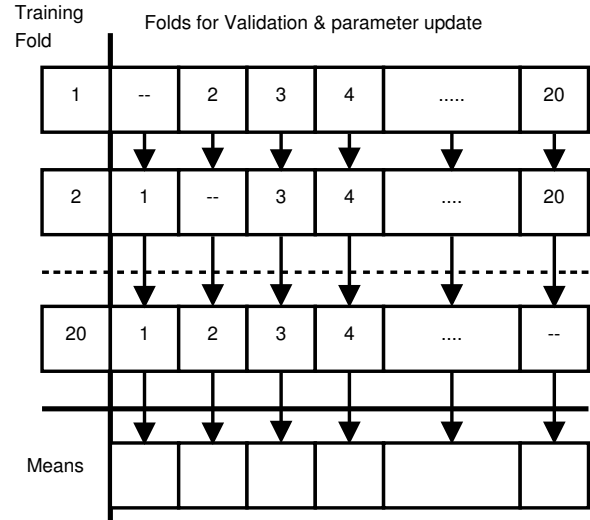 Training
Fold
Folds for Validation & parameter update
1 -- 2 3 4 ..... 20
2 1 -- 3 4 .... 20
20 1 2 3 4 .... --
Means